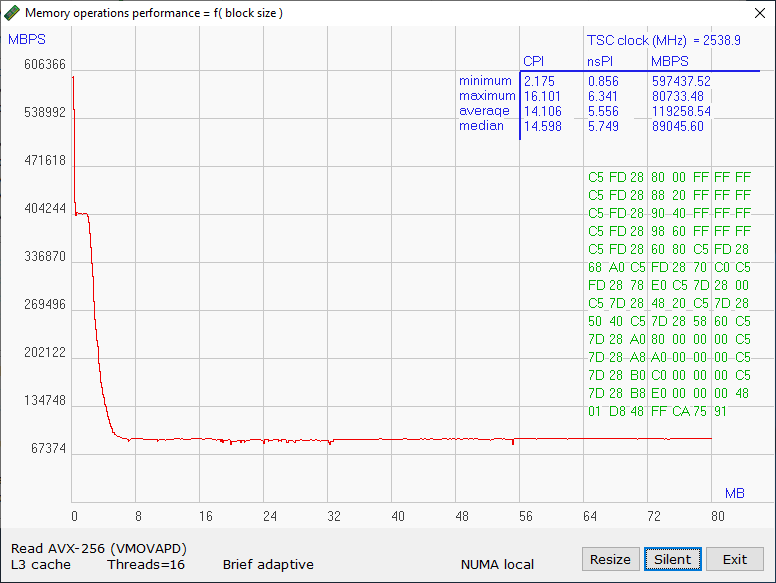 Memory operations performance = f( block size )
MBPS
TSC clock (MHz) = 2538.9
CPI nsPI MBPS
minimum 2.175 0.856 597437.52
maximum 16.101 6.341 80733.48
average 14.106 5.556 119258.54
median 14.598 5.749 89045.60
606366
538992
471618
404244
336870
269496
202122
134748
67374
C5 FD 28 80 00 FF FF FF
C5 FD 28 88 20 FF FF FF
C5 FD 28 90 40 FF FF FF
C5 FD 28 98 60 FF FF FF
C5 FD 28 60 80 C5 FD 28
68 A0 C5 FD 28 70 C0 C5
FD 28 78 E0 C5 7D 28 00
C5 7D 28 48 20 C5 7D 28
50 40 C5 7D 28 58 60 C5
7D 28 A0 80 00 00 00 C5
7D 28 A8 A0 00 00 00 C5
7D 28 B0 C0 00 00 00 C5
7D 28 B8 E0 00 00 00 48
01 D8 48 FF CA 75 91
MB
0 8 16 24 32 40 48 56 64 72 80
Read AVX-256 (VMOVAPD)
L3 cache Threads=16 Brief adaptive NUMA local
Resize Silent Exit